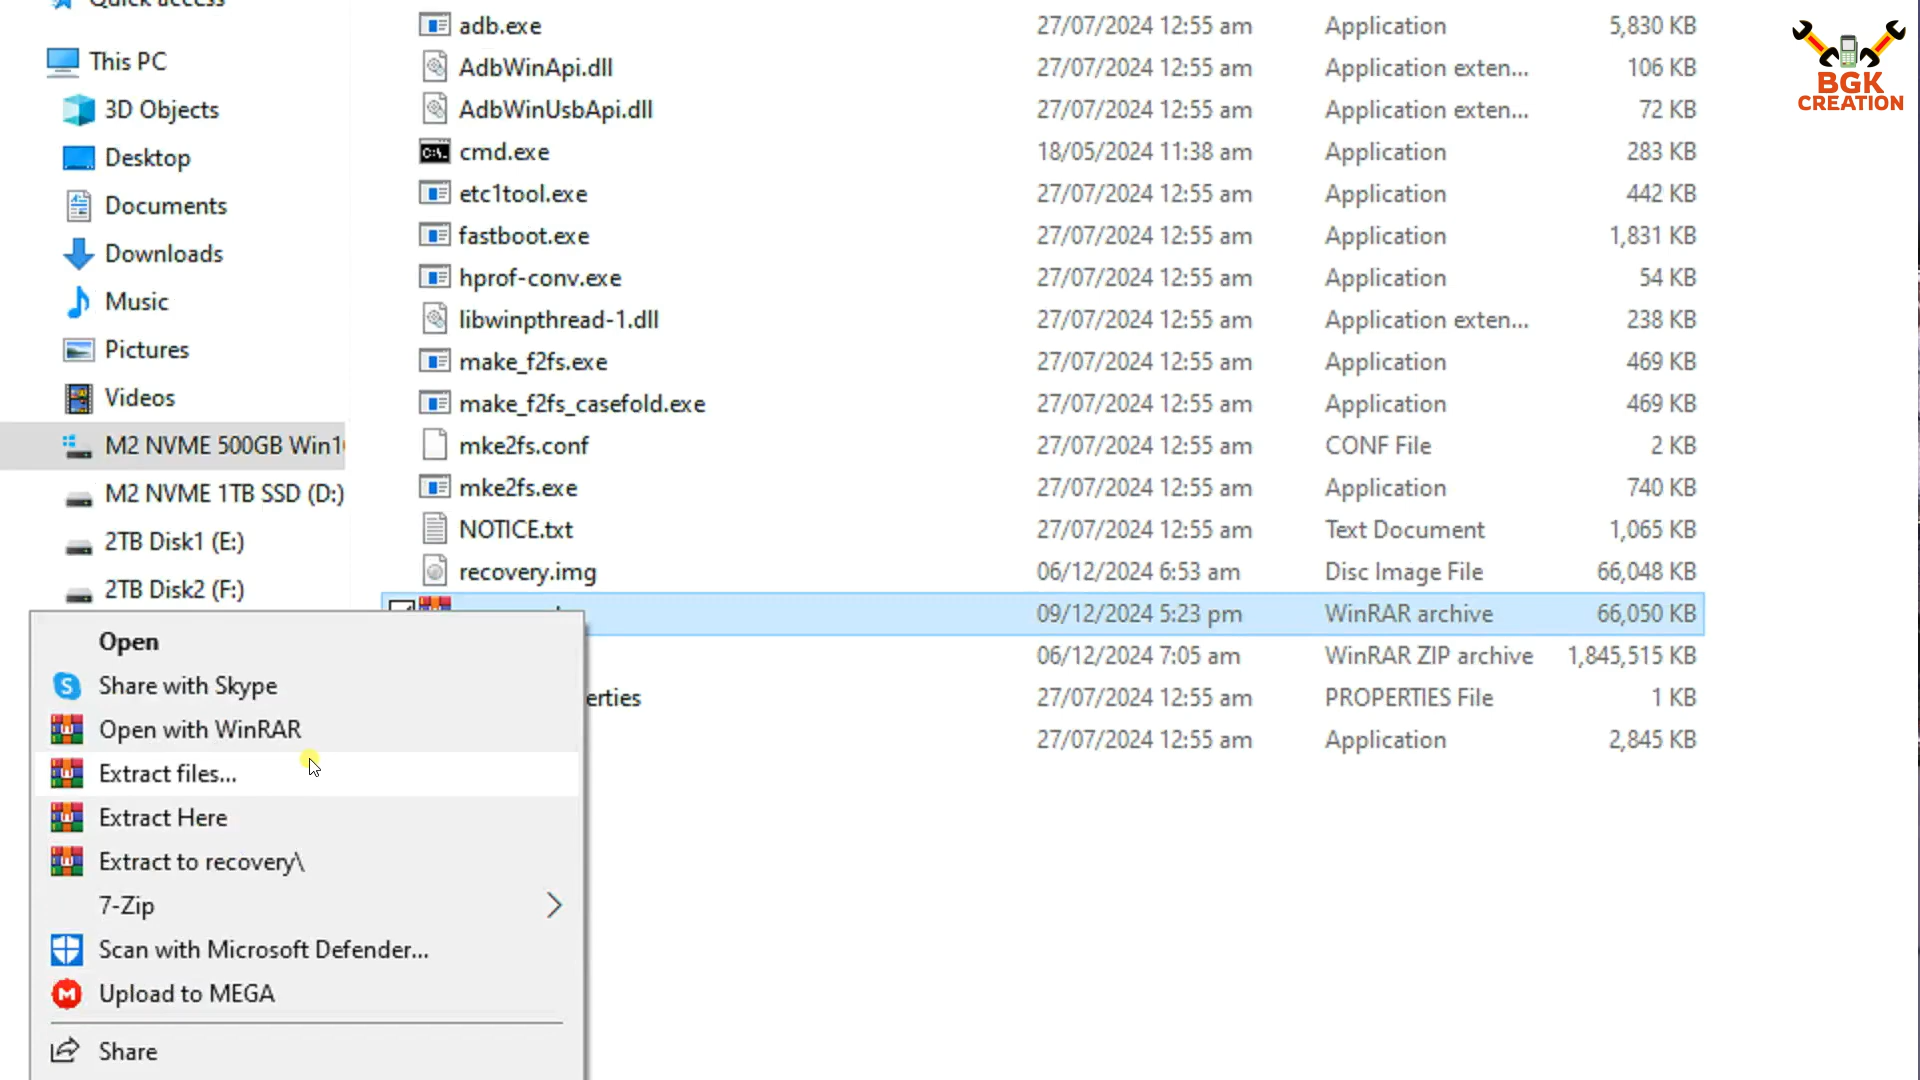 Quick access
This PC
3D Objects
Desktop
Documents
Downloads
Music
Pictures
Videos
M2 NVME 500GB Win1
M2 NVME 1TB SSD (D:)
2TB Disk1 (E:)
2TB Disk2 (F:)
adb.exe 27/07/2024 12:55 am Application 5,830 KB
AdbWinApi.dll 27/07/2024 12:55 am Application exten... 106 KB
AdbWinUsbApi.dll 27/07/2024 12:55 am Application exten... 72 KB
cmd.exe 18/05/2024 11:38 am Application 283 KB
etc1tool.exe 27/07/2024 12:55 am Application 442 KB
fastboot.exe 27/07/2024 12:55 am Application 1,831 KB
hprof-conv.exe 27/07/2024 12:55 am Application 54 KB
libwinpthread-1.dll 27/07/2024 12:55 am Application exten... 238 KB
make_f2fs.exe 27/07/2024 12:55 am Application 469 KB
make_f2fs_casefold.exe 27/07/2024 12:55 am Application 469 KB
mke2fs.conf 27/07/2024 12:55 am CONF File 2 KB
mke2fs.exe 27/07/2024 12:55 am Application 740 KB
NOTICE.txt 27/07/2024 12:55 am Text Document 1,065 KB
recovery.img 06/12/2024 6:53 am Disc Image File 66,048 KB
09/12/2024 5:23 pm WinRAR archive 66,050 KB
06/12/2024 7:05 am WinRAR ZIP archive 1,845,515 KB
erties 27/07/2024 12:55 am PROPERTIES File 1 KB
27/07/2024 12:55 am Application 2,845 KB
Open
Share with Skype
Open with WinRAR
Extract files...
Extract Here
Extract to recovery\
7-Zip
Scan with Microsoft Defender...
Upload to MEGA
Share
BGK
CREATION